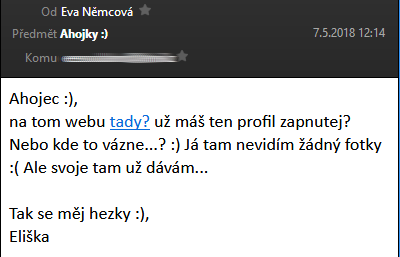 Od Eva Němcová
Předmět Ahojky :) 7.5.2018 12:14
Komu
Ahojec :),
na tom webu tady? už máš ten profil zapnutej?
Nebo kde to vázne...? :) Já tam nevidím žádný fotky
:( Ale svoje tam už dávám...
Tak se měj hezky :),
Eliška